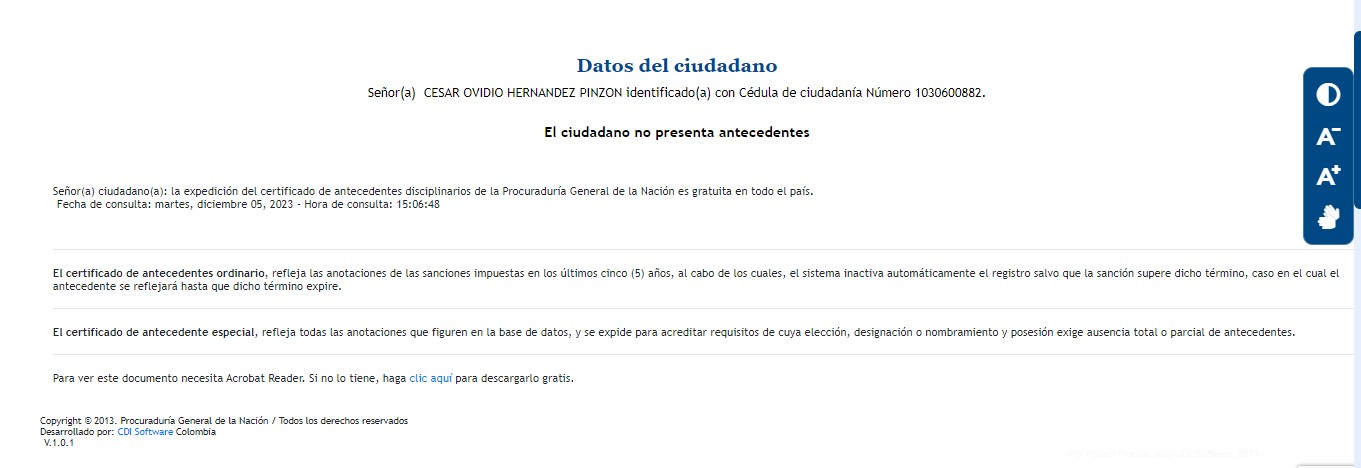 Datos del ciudadano
Señor(a) CESAR OVIDIO HERNANDEZ PINZON identificado(a) con Cédula de ciudadanía Número 1030600882.
El ciudadano no presenta antecedentes
Señor(a) ciudadano(a): la expedición del certificado de antecedentes disciplinarios de la Procuraduría General de la Nación es gratuita en todo el país.
Fecha de consulta: martes, diciembre 05, 2023 - Hora de consulta: 15:06:48
A-
A+
El certificado de antecedentes ordinario, refleja las anotaciones de las sanciones impuestas en los últimos cinco (5) años, al cabo de los cuales, el sistema inactiva automáticamente el registro salvo que la sanción supere dicho término, caso en el cual el
antecedente se reflejará hasta que dicho término expire.
El certificado de antecedente especial, refleja todas las anotaciones que figuren en la base de datos, y se expide para acreditar requisitos de cuya elección, designación o nombramiento y posesión exige ausencia total o parcial de antecedentes.
Para ver este documento necesita Acrobat Reader. Si no lo tiene, haga clic aquí para descargarlo gratis.
Copyright © 2013. Procuraduría General de la Nación / Todos los derechos reservados
Desarrollado por: CDI Software Colombia
V.1.0.1